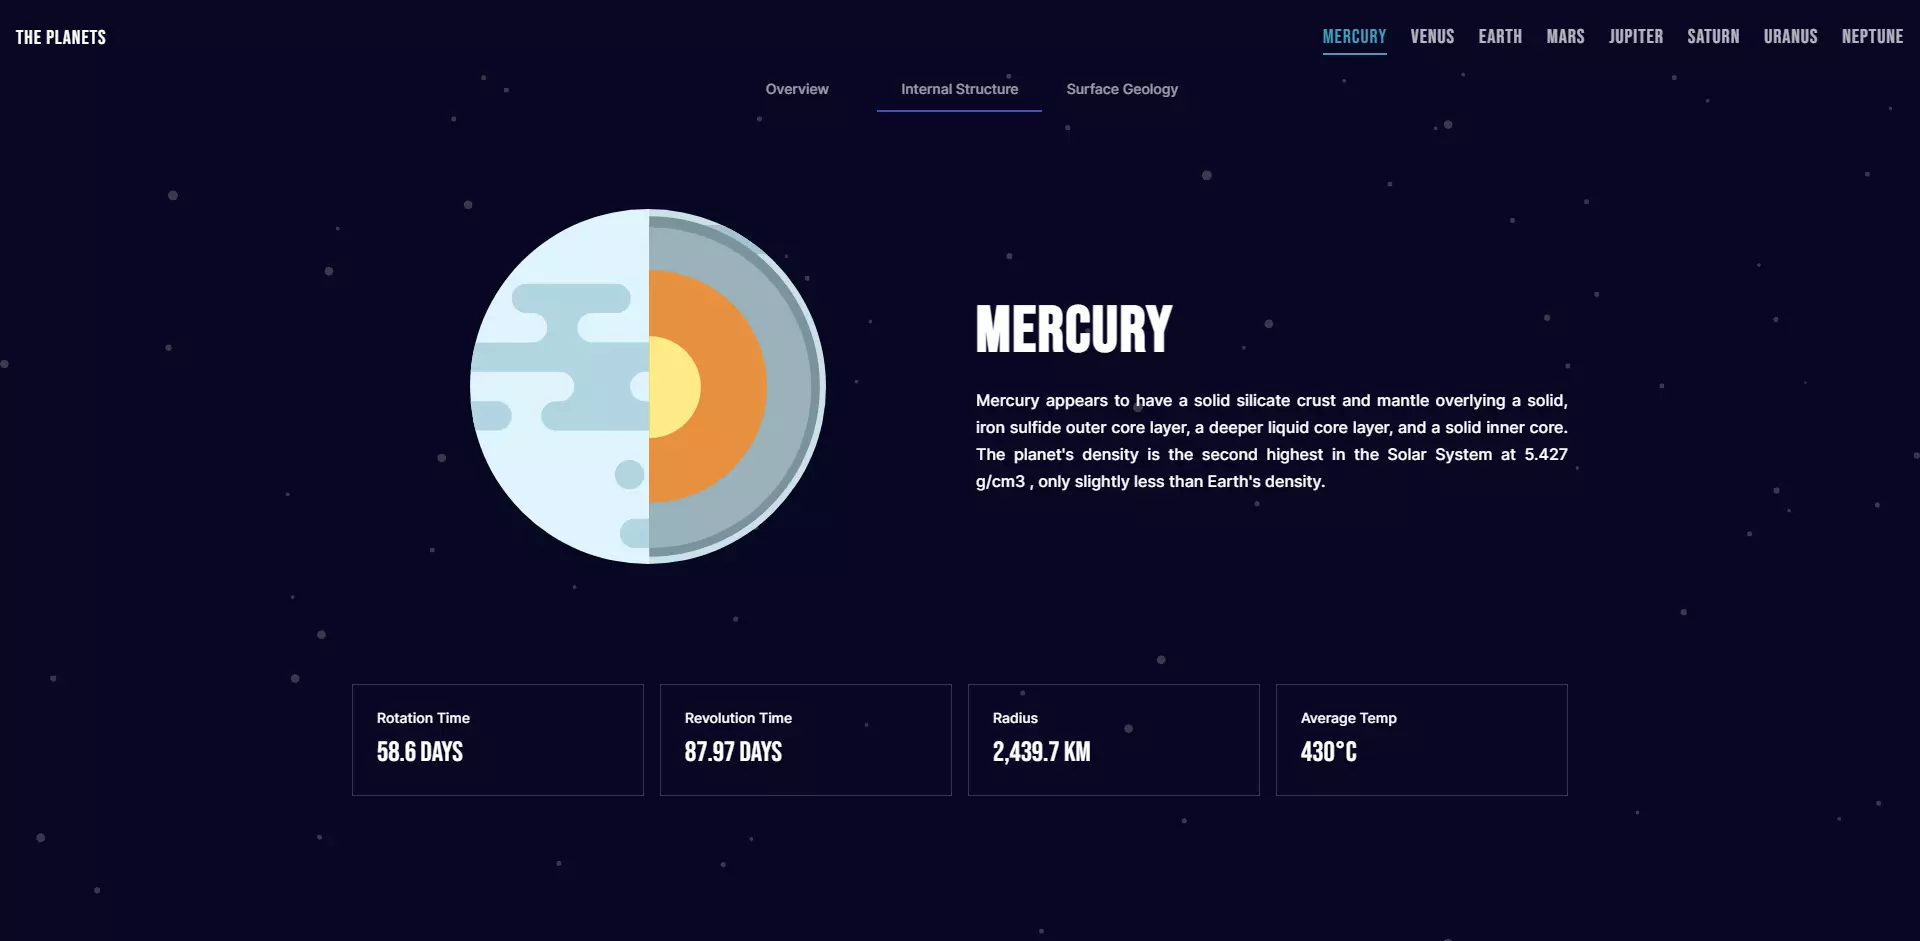 THE PLANETS
MERCURY VENUS EARTH MARS JUPITER SATURN URANUS NEPTUNE
Overview Internal Structure Surface Geology
MERCURY
Mercury appears to have a solid silicate crust and mantle overlying a solid,
iron sulfide outer core layer, a deeper liquid core layer, and a solid inner core.
The planet's density is the second highest in the Solar System at 5.427
g/cm3 , only slightly less than Earth's density.
Rotation Time
58.6 DAYS
Revolution Time
87.97 DAYS
Radius
2,439.7 KM
Average Temp
430°C